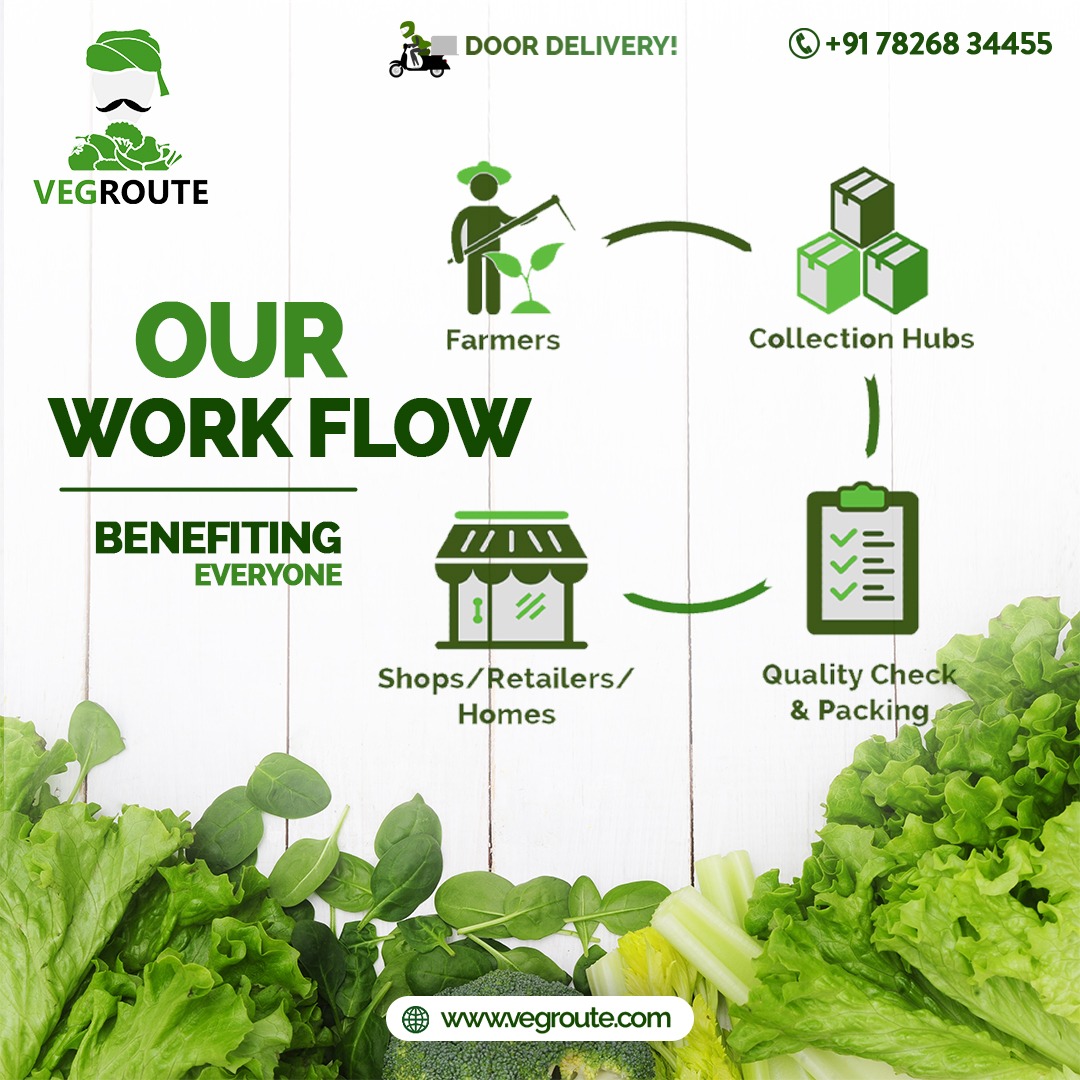 VEGROUTE
DOOR DELIVERY!
+91 78268 34455
OUR
WORK FLOW
BENEFITING
EVERYONE
Farmers
Collection Hubs
Shops/Retailers/
Homes
Quality Check
& Packing
www.vegroute.com